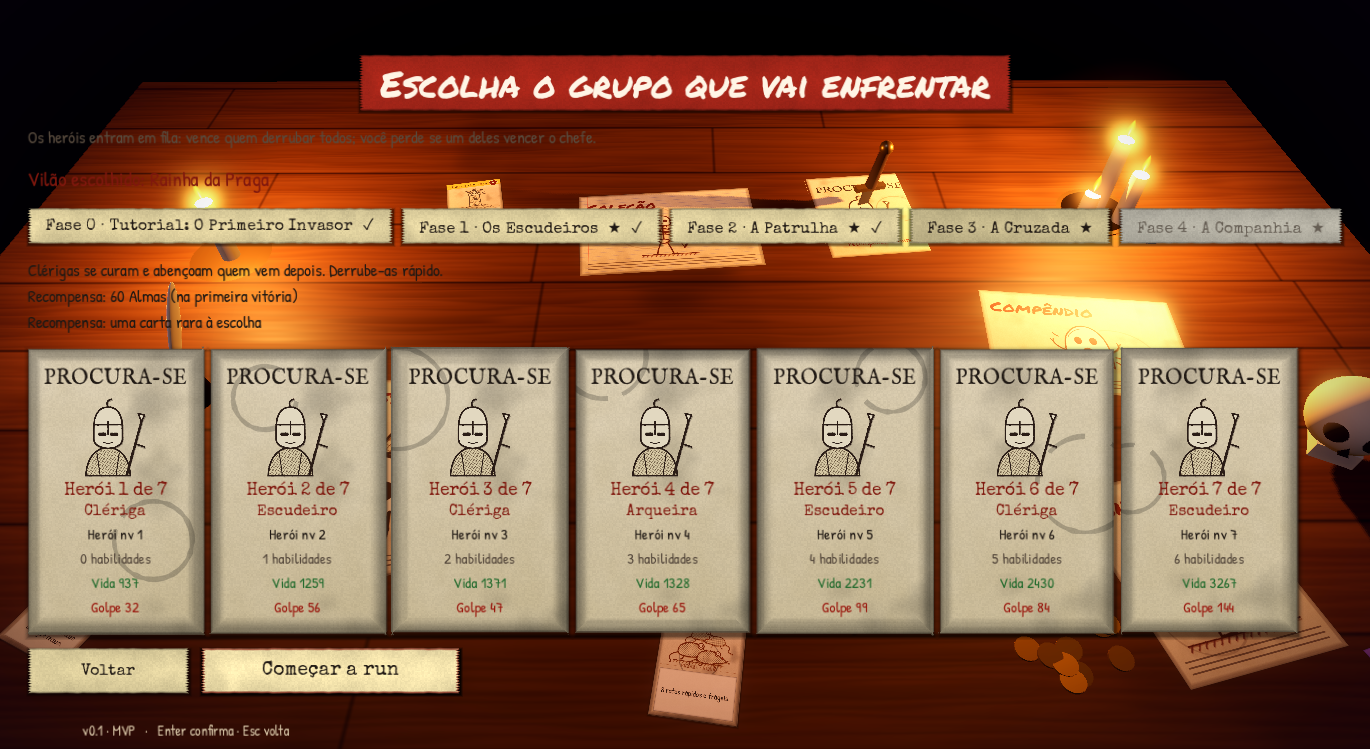 Escolha o grupo que vai enfrentar
Os heróis entram em fila: vence quem derrubar todos; você perde se um deles vencer o chefe.
Vilão escolhido: Rainha da Praga
PROCURA-SE
COLEÇÃO
Fase 0 · Tutorial: O Primeiro Invasor ✓
Fase 1 · Os Escudeiros ★ ✓
Fase 2 · A Patrulha ★ ✓
Fase 3 · A Cruzada ★
Fase 4 · A Companhia ★
Clérigas se curam e abençoam quem vem depois. Derrube-as rápido.
Recompensa: 60 Almas (na primeira vitória)
Recompensa: uma carta rara à escolha
COMPÊNDIO
PROCURA-SE
Herói 1 de 7
Clériga
Herói nv 1
0 habilidades
Vida 937
Golpe 32
PROCURA-SE
Herói 2 de 7
Escudeiro
Herói nv 2
1 habilidades
Vida 1259
Golpe 56
PROCURA-SE
Herói 3 de 7
Clériga
Herói nv 3
2 habilidades
Vida 1371
Golpe 47
PROCURA-SE
Herói 4 de 7
Arqueira
Herói nv 4
3 habilidades
Vida 1328
Golpe 65
PROCURA-SE
Herói 5 de 7
Escudeiro
Herói nv 5
4 habilidades
Vida 2231
Golpe 99
PROCURA-SE
Herói 6 de 7
Clériga
Herói nv 6
5 habilidades
Vida 2430
Golpe 84
PROCURA-SE
Herói 7 de 7
Escudeiro
Herói nv 7
6 habilidades
Vida 3267
Golpe 144
Voltar
Começar a run
v0.1 · MVP · Enter confirma · Esc volta